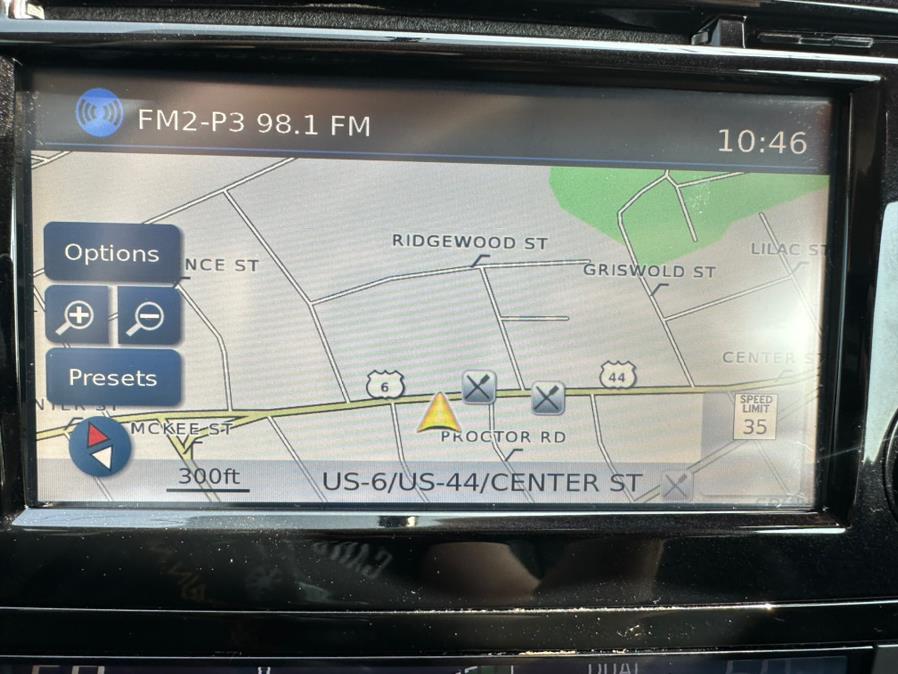 FM2-P3 98.1 FM
10:46
Options
NCE ST
RIDGEWOOD ST
GRISWOLD ST
LILAC ST
Presets
6
44
CENTER ST
SPEED
LIMIT
35
MCKEE ST
PROCTOR RD
300ft
US-6/US-44/CENTER ST
DUAL